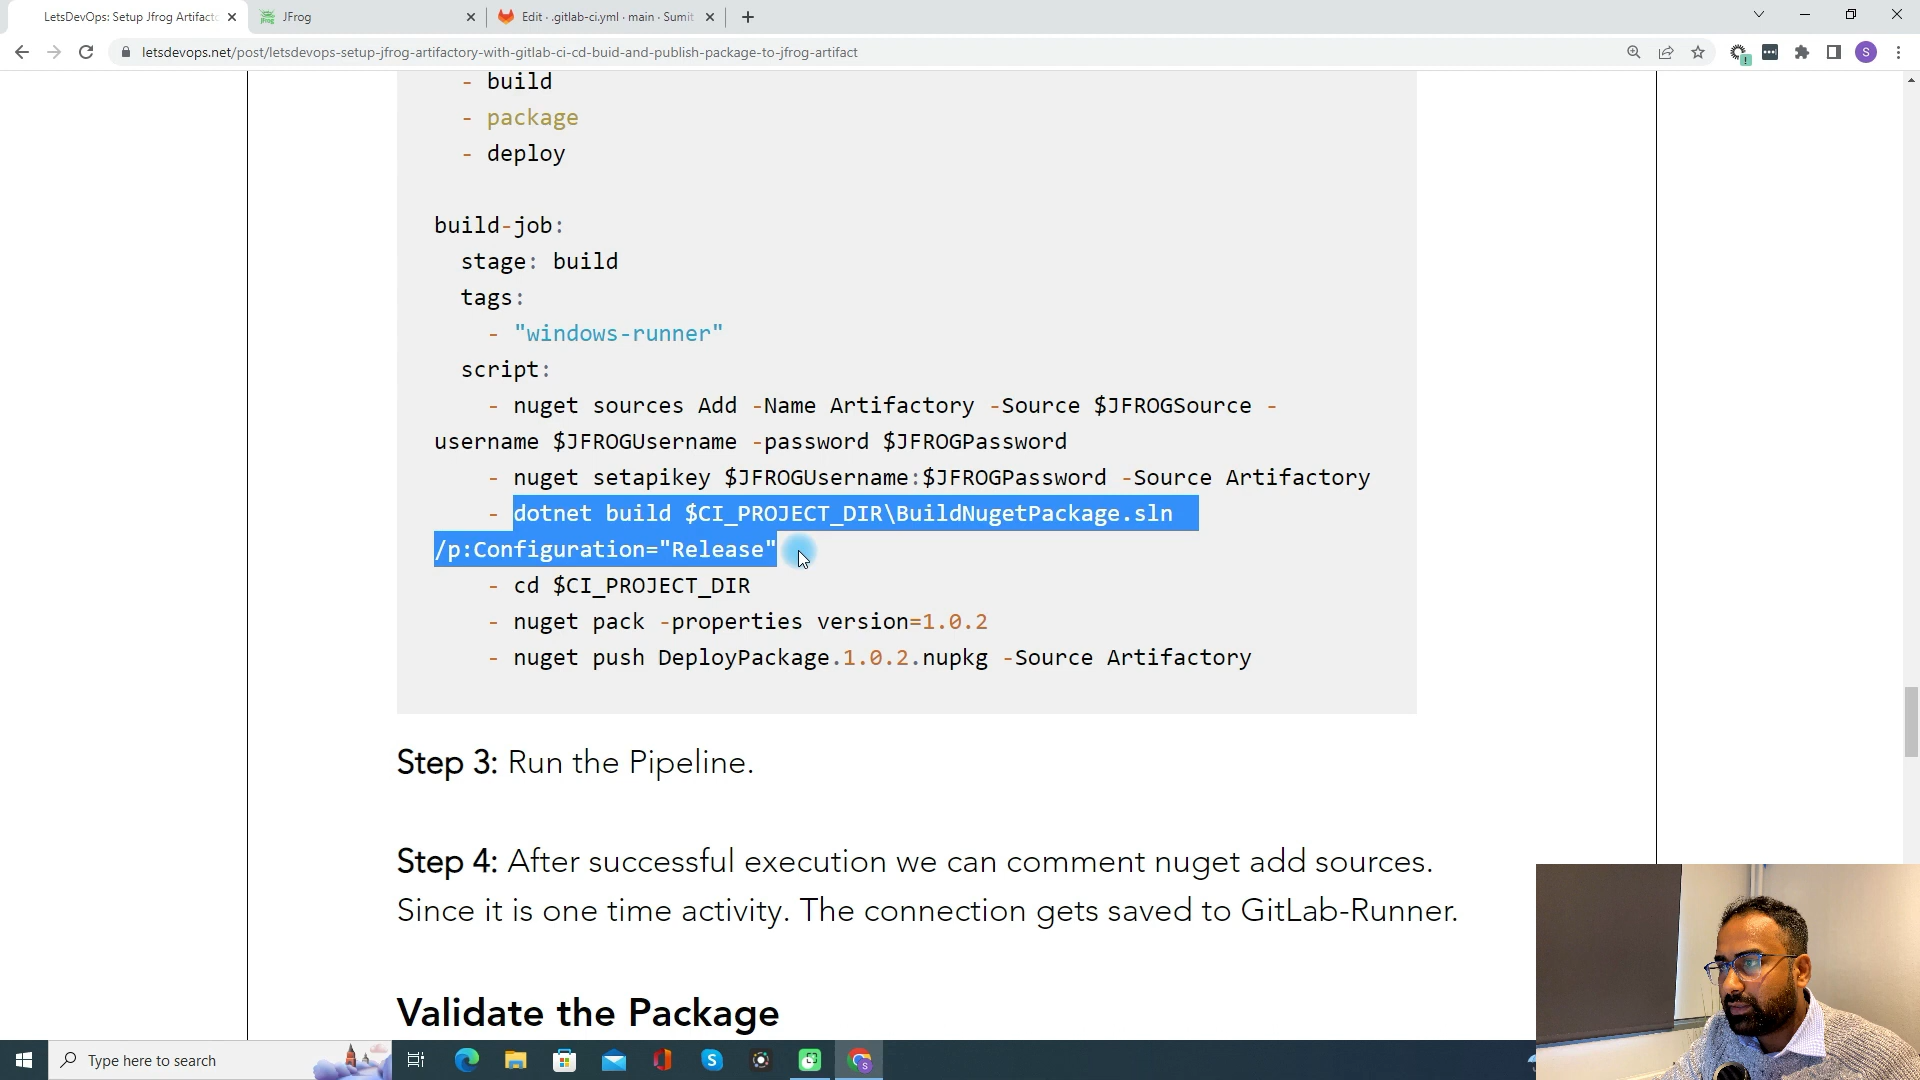 LetsDevOps: Setup Jfrog Artifact
JFrog
Edit · .gitlab-ci.yml · main · Sumit
letsdevops.net/post/letsdevops-setup-jfrog-artifactory-with-gitlab-ci-cd-buid-and-publish-package-to-jfrog-artifact
S
- build
- package
- deploy
build-job:
stage: build
tags:
- "windows-runner"
script:
- nuget sources Add -Name Artifactory -Source $JFROGSource -
username $JFROGUsername -password $JFROGPassword
- nuget setapikey $JFROGUsername:$JFROGPassword -Source Artifactory
- dotnet build $CI_PROJECT_DIR\BuildNugetPackage.sln
/p:Configuration="Release"
- cd $CI_PROJECT_DIR
- nuget pack -properties version=1.0.2
- nuget push DeployPackage.1.0.2.nupkg -Source Artifactory
Step 3: Run the Pipeline.
Step 4: After successful execution we can comment nuget add sources.
Since it is one time activity. The connection gets saved to GitLab-Runner.
Validate the Package
Type here to search